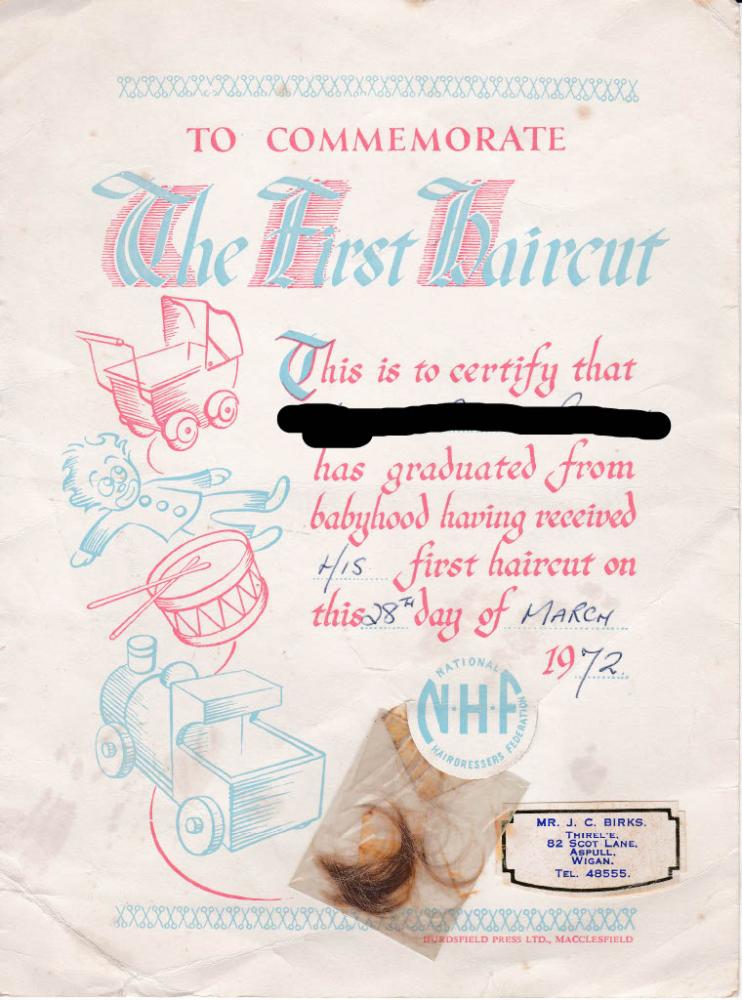 TO COMMEMORATE
The First Haircut
This is to certify that
has graduated from
babyhood having received
HIS first haircut on
this 28TH day of MARCH
1972.
NATIONAL
N·H·F
HAIRDRESSERS FEDERATION
MR. J. C. BIRKS.
THIREL'E,
82 SCOT LANE,
ASPULL,
WIGAN.
TEL. 48555.
HURDSFIELD PRESS LTD., MACCLESFIELD